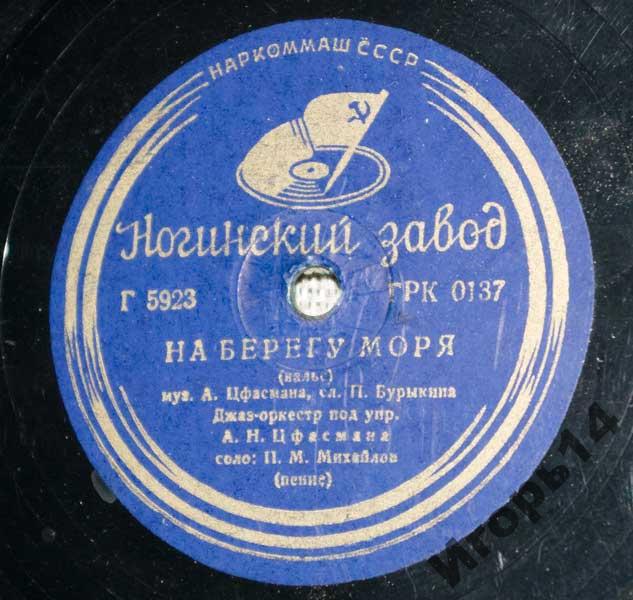 НАРКОММАШ СССР
Ногинский завод
Г 5923 ГРК 0137
НА БЕРЕГУ МОРЯ
(вальс)
муз. А. Цфасмана, сл. П. Бурыкина
Джаз-оркестр под упр.
А. Н. Цфасмана
соло: П. М. Михайлов
(пение)
Игорь14